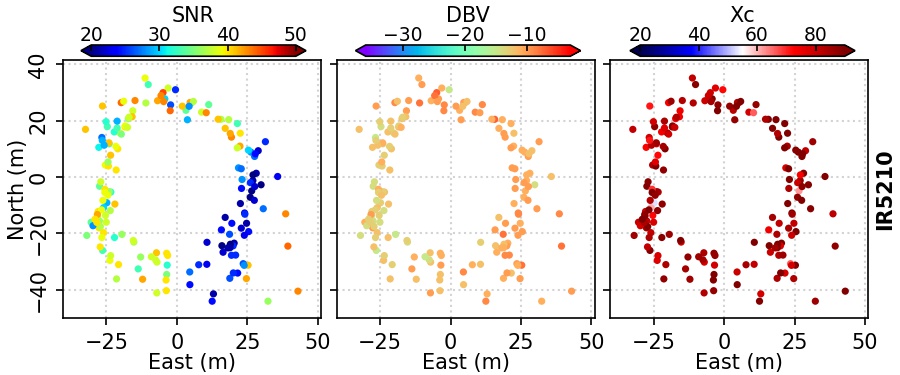 SNR DBV Xc
20 30 40 50 −30 −20 −10 20 40 60 80
North (m)
40
20
0
−20
−40
−25 0 25 50 −25 0 25 50 −25 0 25 50
East (m) East (m) East (m)
IR5210